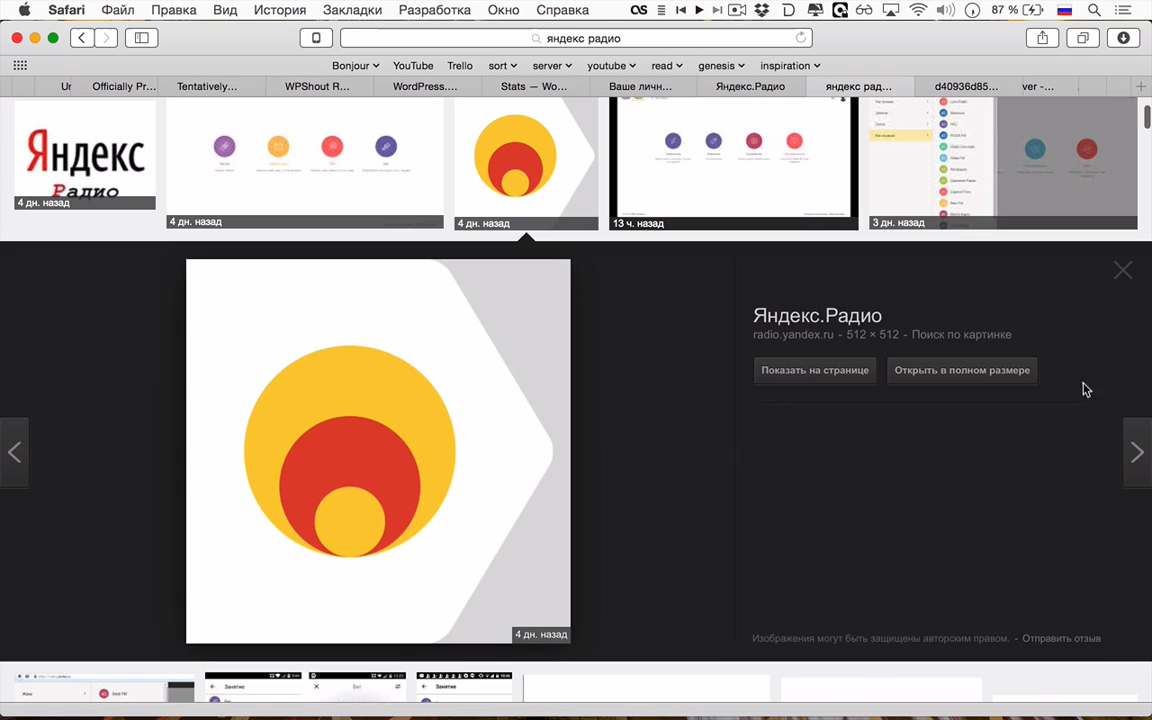 Safari Файл Правка Вид История Закладки Разработка Окно Справка 87 %
яндекс радио
Bonjour YouTube Trello sort server youtube read genesis inspiration
Ur Officially Pr... Tentatively... WPShout R... WordPress.... Stats — Wo... Ваше личн... Яндекс.Радио яндекс рад... d40936d85... ver -...
Яндекс
Радио
4 дн. назад
4 дн. назад
4 дн. назад
13 ч. назад
3 дн. назад
Яндекс.Радио
radio.yandex.ru - 512 × 512 - Поиск по картинке
Показать на странице Открыть в полном размере
4 дн. назад
Изображения могут быть защищены авторским правом. - Отправить отзыв
Занятие
Бег
Занятие